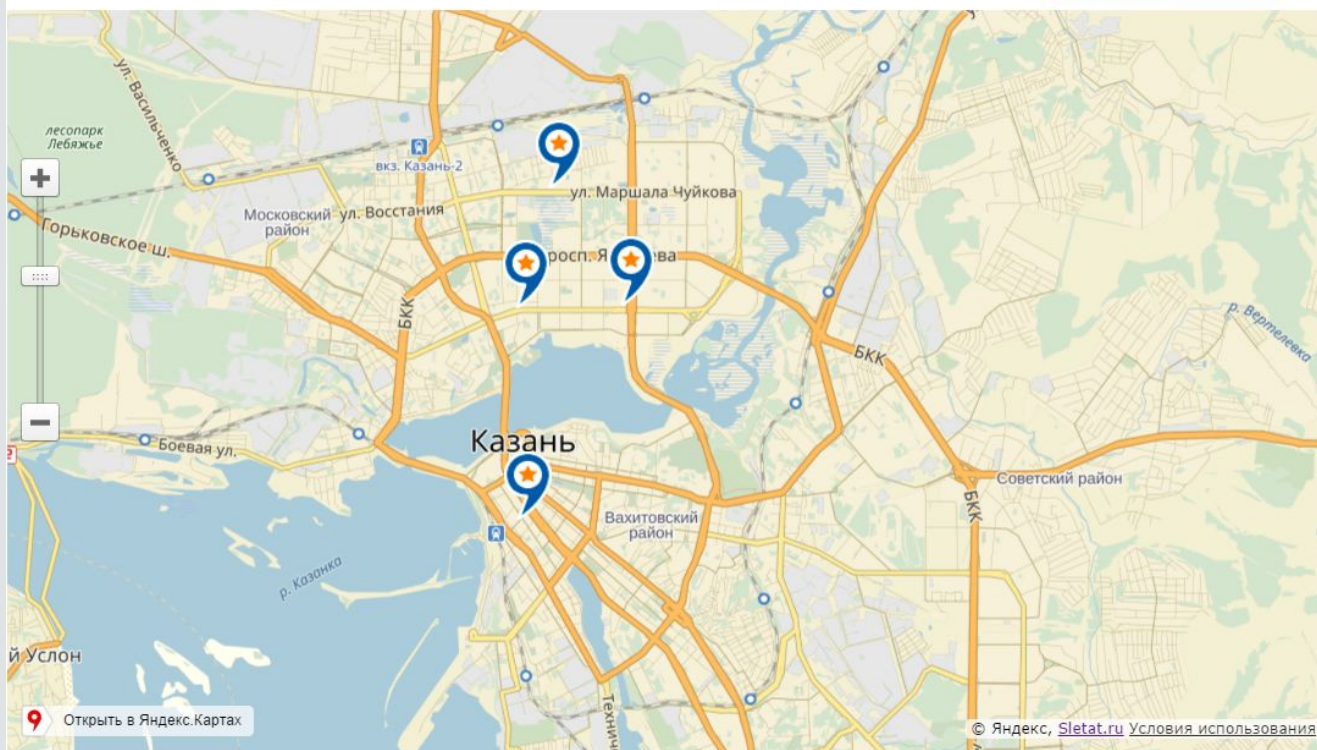 лесопарк
Лебяжье
ул. Васильченко
вкз. Казань-2
ул. Маршала Чуйкова
Московский
район
ул. Восстания
Горьковское ш.
БКК
р. Вертелевка
БКК
Казань
Боевая ул.
Советский район
БКК
Вахитовский
район
р. Казанка
й Услон
Технич
Открыть в Яндекс.Картах
© Яндекс, Sletat.ru Условия использования